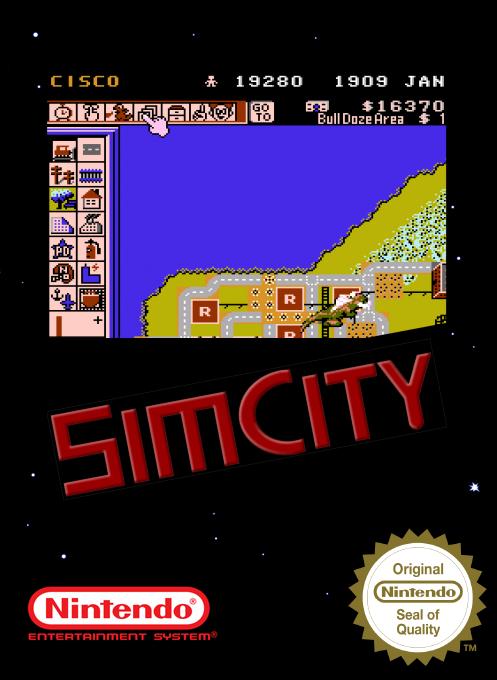 CISCO 19280 1909 JAN
GO TO $16370
BullDozeArea $ 1
R R
R
SIMCITY
Original
Nintendo
Seal of
Quality
TM
Nintendo®
ENTERTAINMENT SYSTEM®